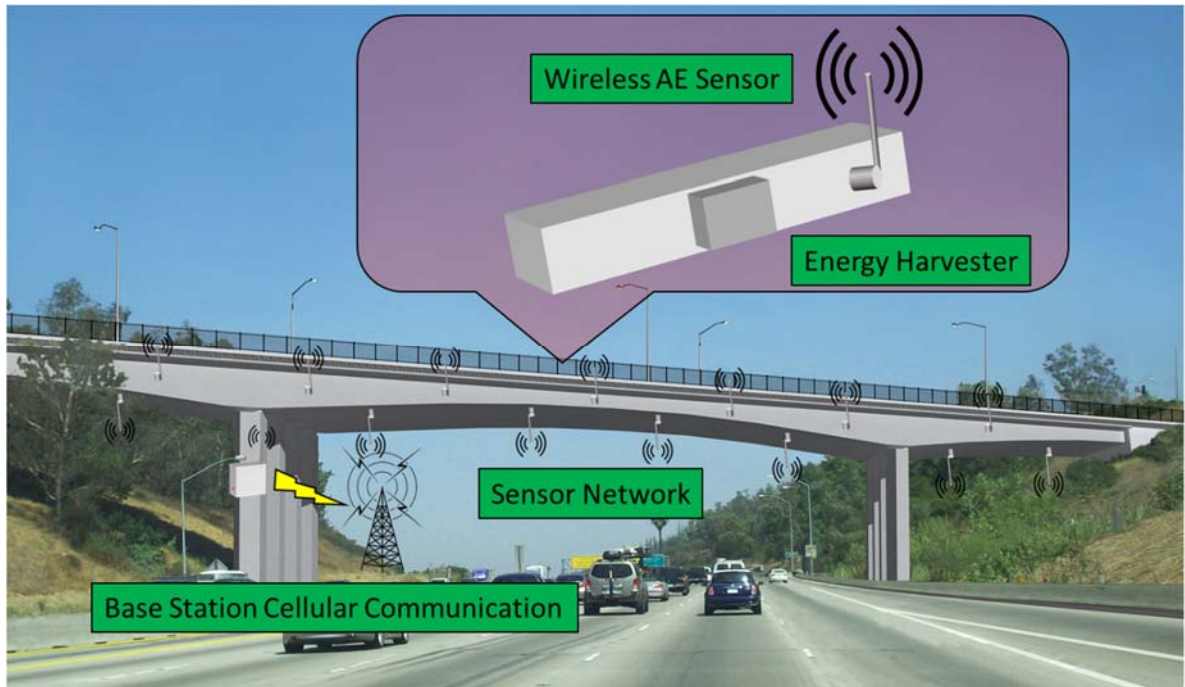 Wireless AE Sensor
Energy Harvester
Sensor Network
Base Station Cellular Communication